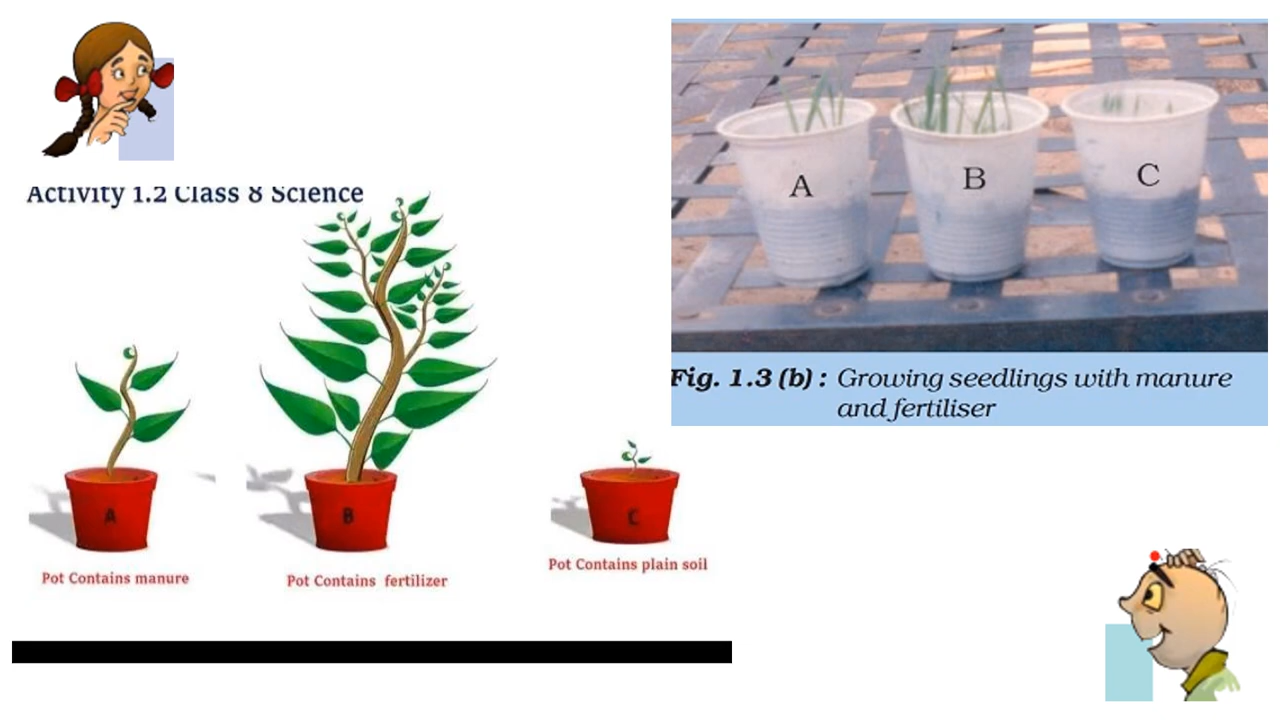 Activity 1.2 Class 8 Science
A
B
C
Pot Contains manure
Pot Contains fertilizer
Pot Contains plain soil
A
B
C
Fig. 1.3 (b) : Growing seedlings with manure
and fertiliser